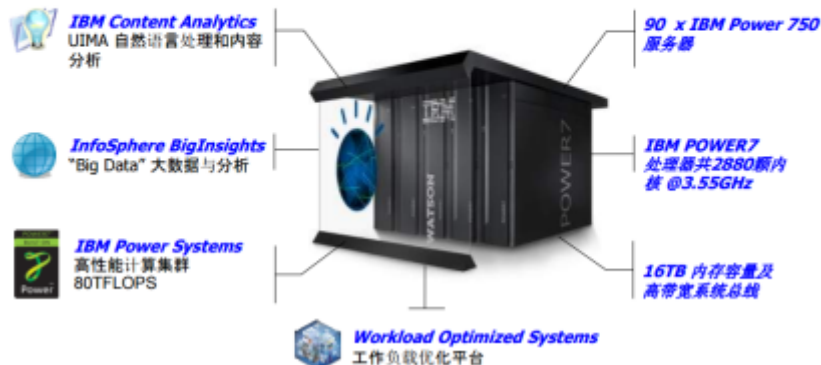 IBM Content Analytics
UIMA 自然语言处理和内容
分析
InfoSphere BigInsights
“Big Data” 大数据与分析
IBM Power Systems
高性能计算集群
80TFLOPS
Power
90 x IBM Power 750
服务器
IBM POWER7
处理器共2880颗内
核 @3.55GHz
16TB 内存容量及
高带宽系统总线
IBM
WATSON
POWER7
Workload Optimized Systems
工作负载优化平台